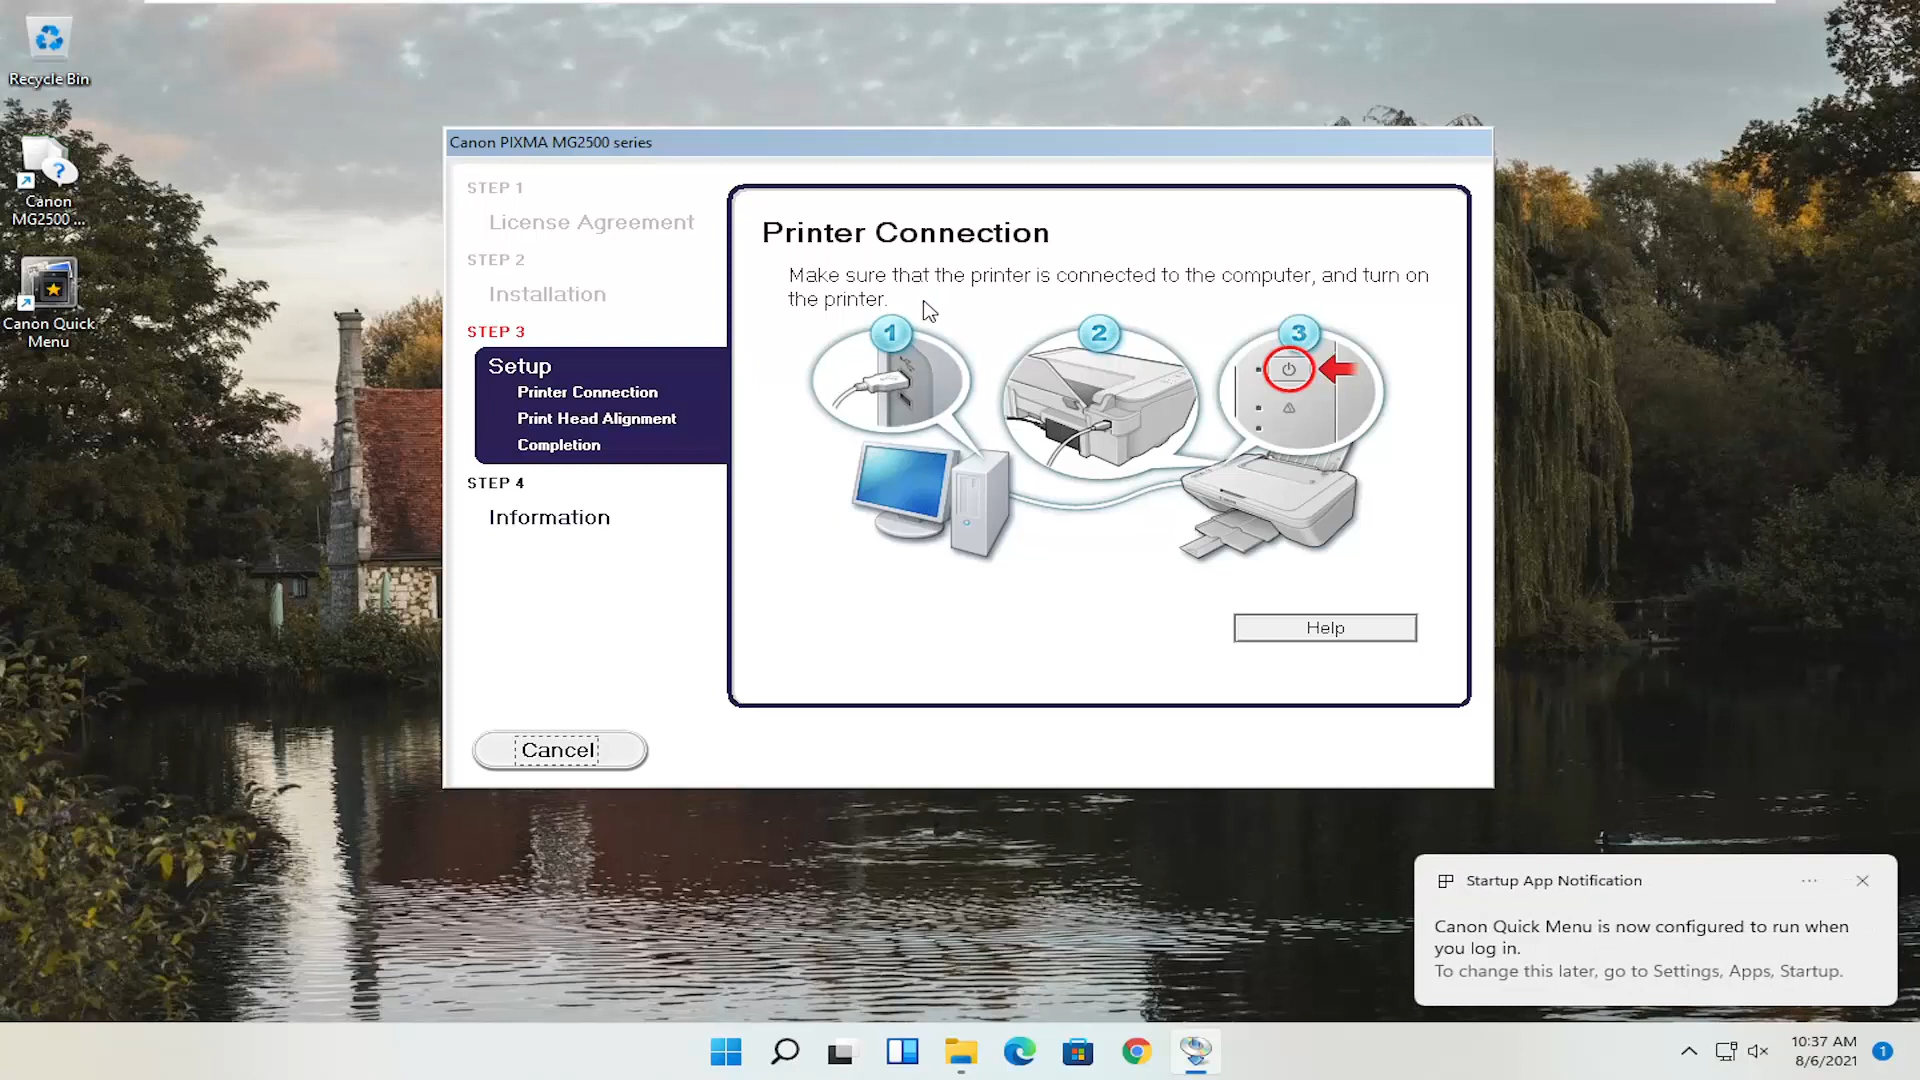 Recycle Bin
Canon
MG2500 ...
Canon Quick
Menu
Canon PIXMA MG2500 series
STEP 1
License Agreement
STEP 2
Installation
STEP 3
Setup
Printer Connection
Print Head Alignment
Completion
STEP 4
Information
Cancel
Printer Connection
Make sure that the printer is connected to the computer, and turn on
the printer.
1
2
3
Help
Startup App Notification
Canon Quick Menu is now configured to run when
you log in.
To change this later, go to Settings, Apps, Startup.
10:37 AM
8/6/2021
1